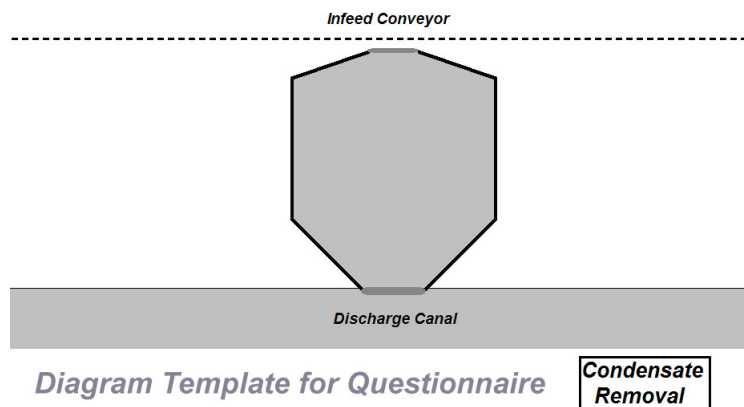 Infeed Conveyor
Discharge Canal
Diagram Template for Questionnaire
Condensate
Removal